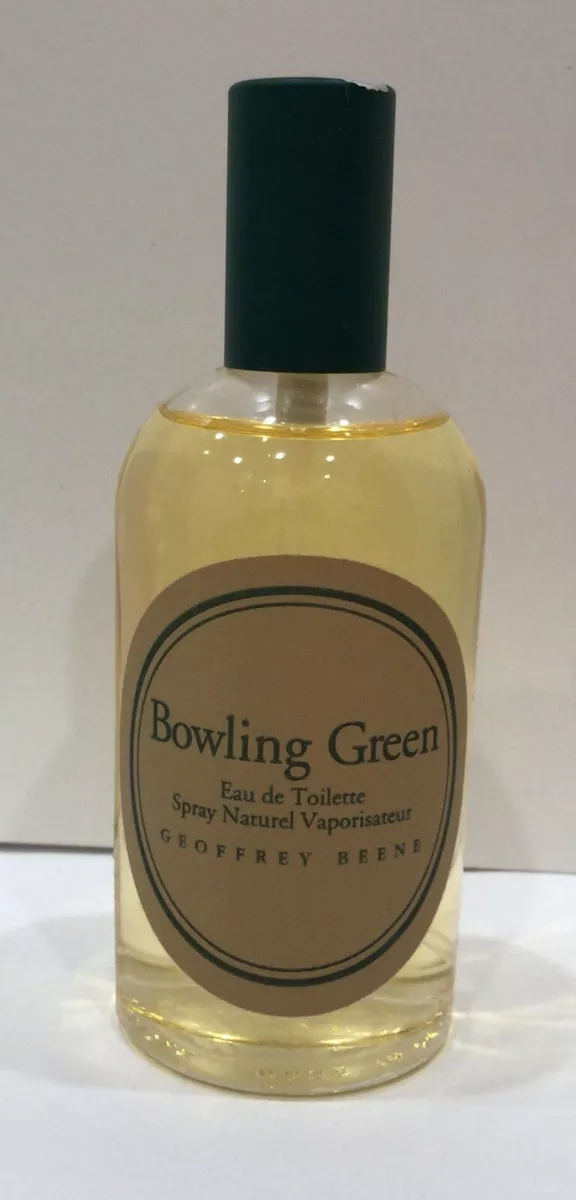 Bowling Green
Eau de Toilette
Spray Naturel Vaporisateur
GEOFFREY BEENE